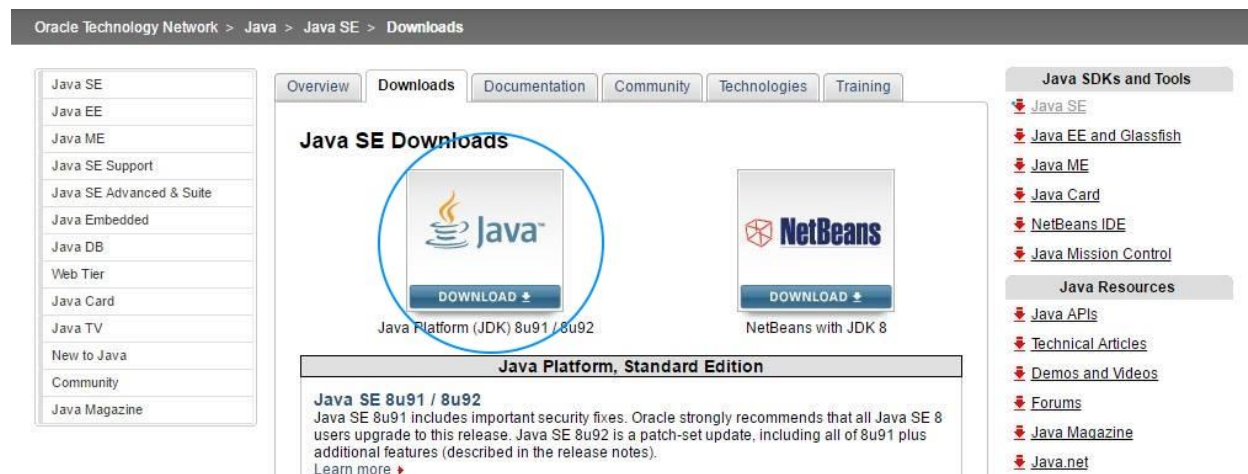 Oracle Technology Network > Java > Java SE > Downloads
Java SE
Java EE
Java ME
Java SE Support
Java SE Advanced & Suite
Java Embedded
Java DB
Web Tier
Java Card
Java TV
New to Java
Community
Java Magazine
Overview Downloads Documentation Community Technologies Training
Java SE Downloads
Java™
DOWNLOAD
Java Platform (JDK) 8u91 / 8u92
NetBeans
DOWNLOAD
NetBeans with JDK 8
Java Platform, Standard Edition
Java SE 8u91 / 8u92
Java SE 8u91 includes important security fixes. Oracle strongly recommends that all Java SE 8
users upgrade to this release. Java SE 8u92 is a patch-set update, including all of 8u91 plus
additional features (described in the release notes).
Learn more
Java SDKs and Tools
Java SE
Java EE and Glassfish
Java ME
Java Card
NetBeans IDE
Java Mission Control
Java Resources
Java APIs
Technical Articles
Demos and Videos
Forums
Java Magazine
Java.net